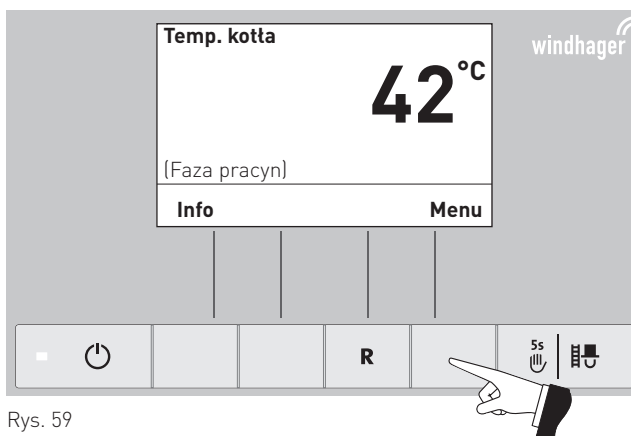 Temp. kotła
windhager
42°C
(Faza pracyn)
Info Menu
R
5s
Rys. 59